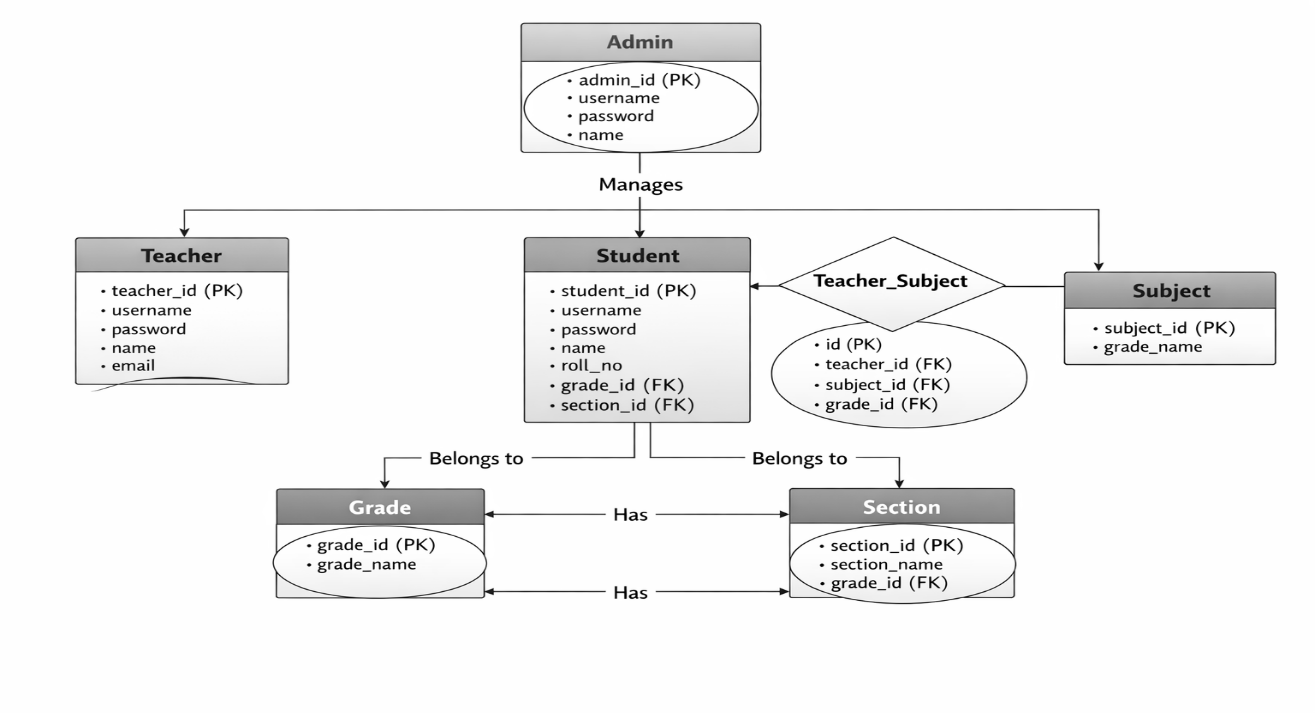 Admin
• admin_id (PK)
• username
• password
• name
Manages
Teacher
• teacher_id (PK)
• username
• password
• name
• email
Student
• student_id (PK)
• username
• password
• name
• roll_no
• grade_id (FK)
• section_id (FK)
Teacher_Subject
• id (PK)
• teacher_id (FK)
• subject_id (FK)
• grade_id (FK)
Subject
• subject_id (PK)
• grade_name
Belongs to
Belongs to
Grade
• grade_id (PK)
• grade_name
Has
Has
Section
• section_id (PK)
• section_name
• grade_id (FK)